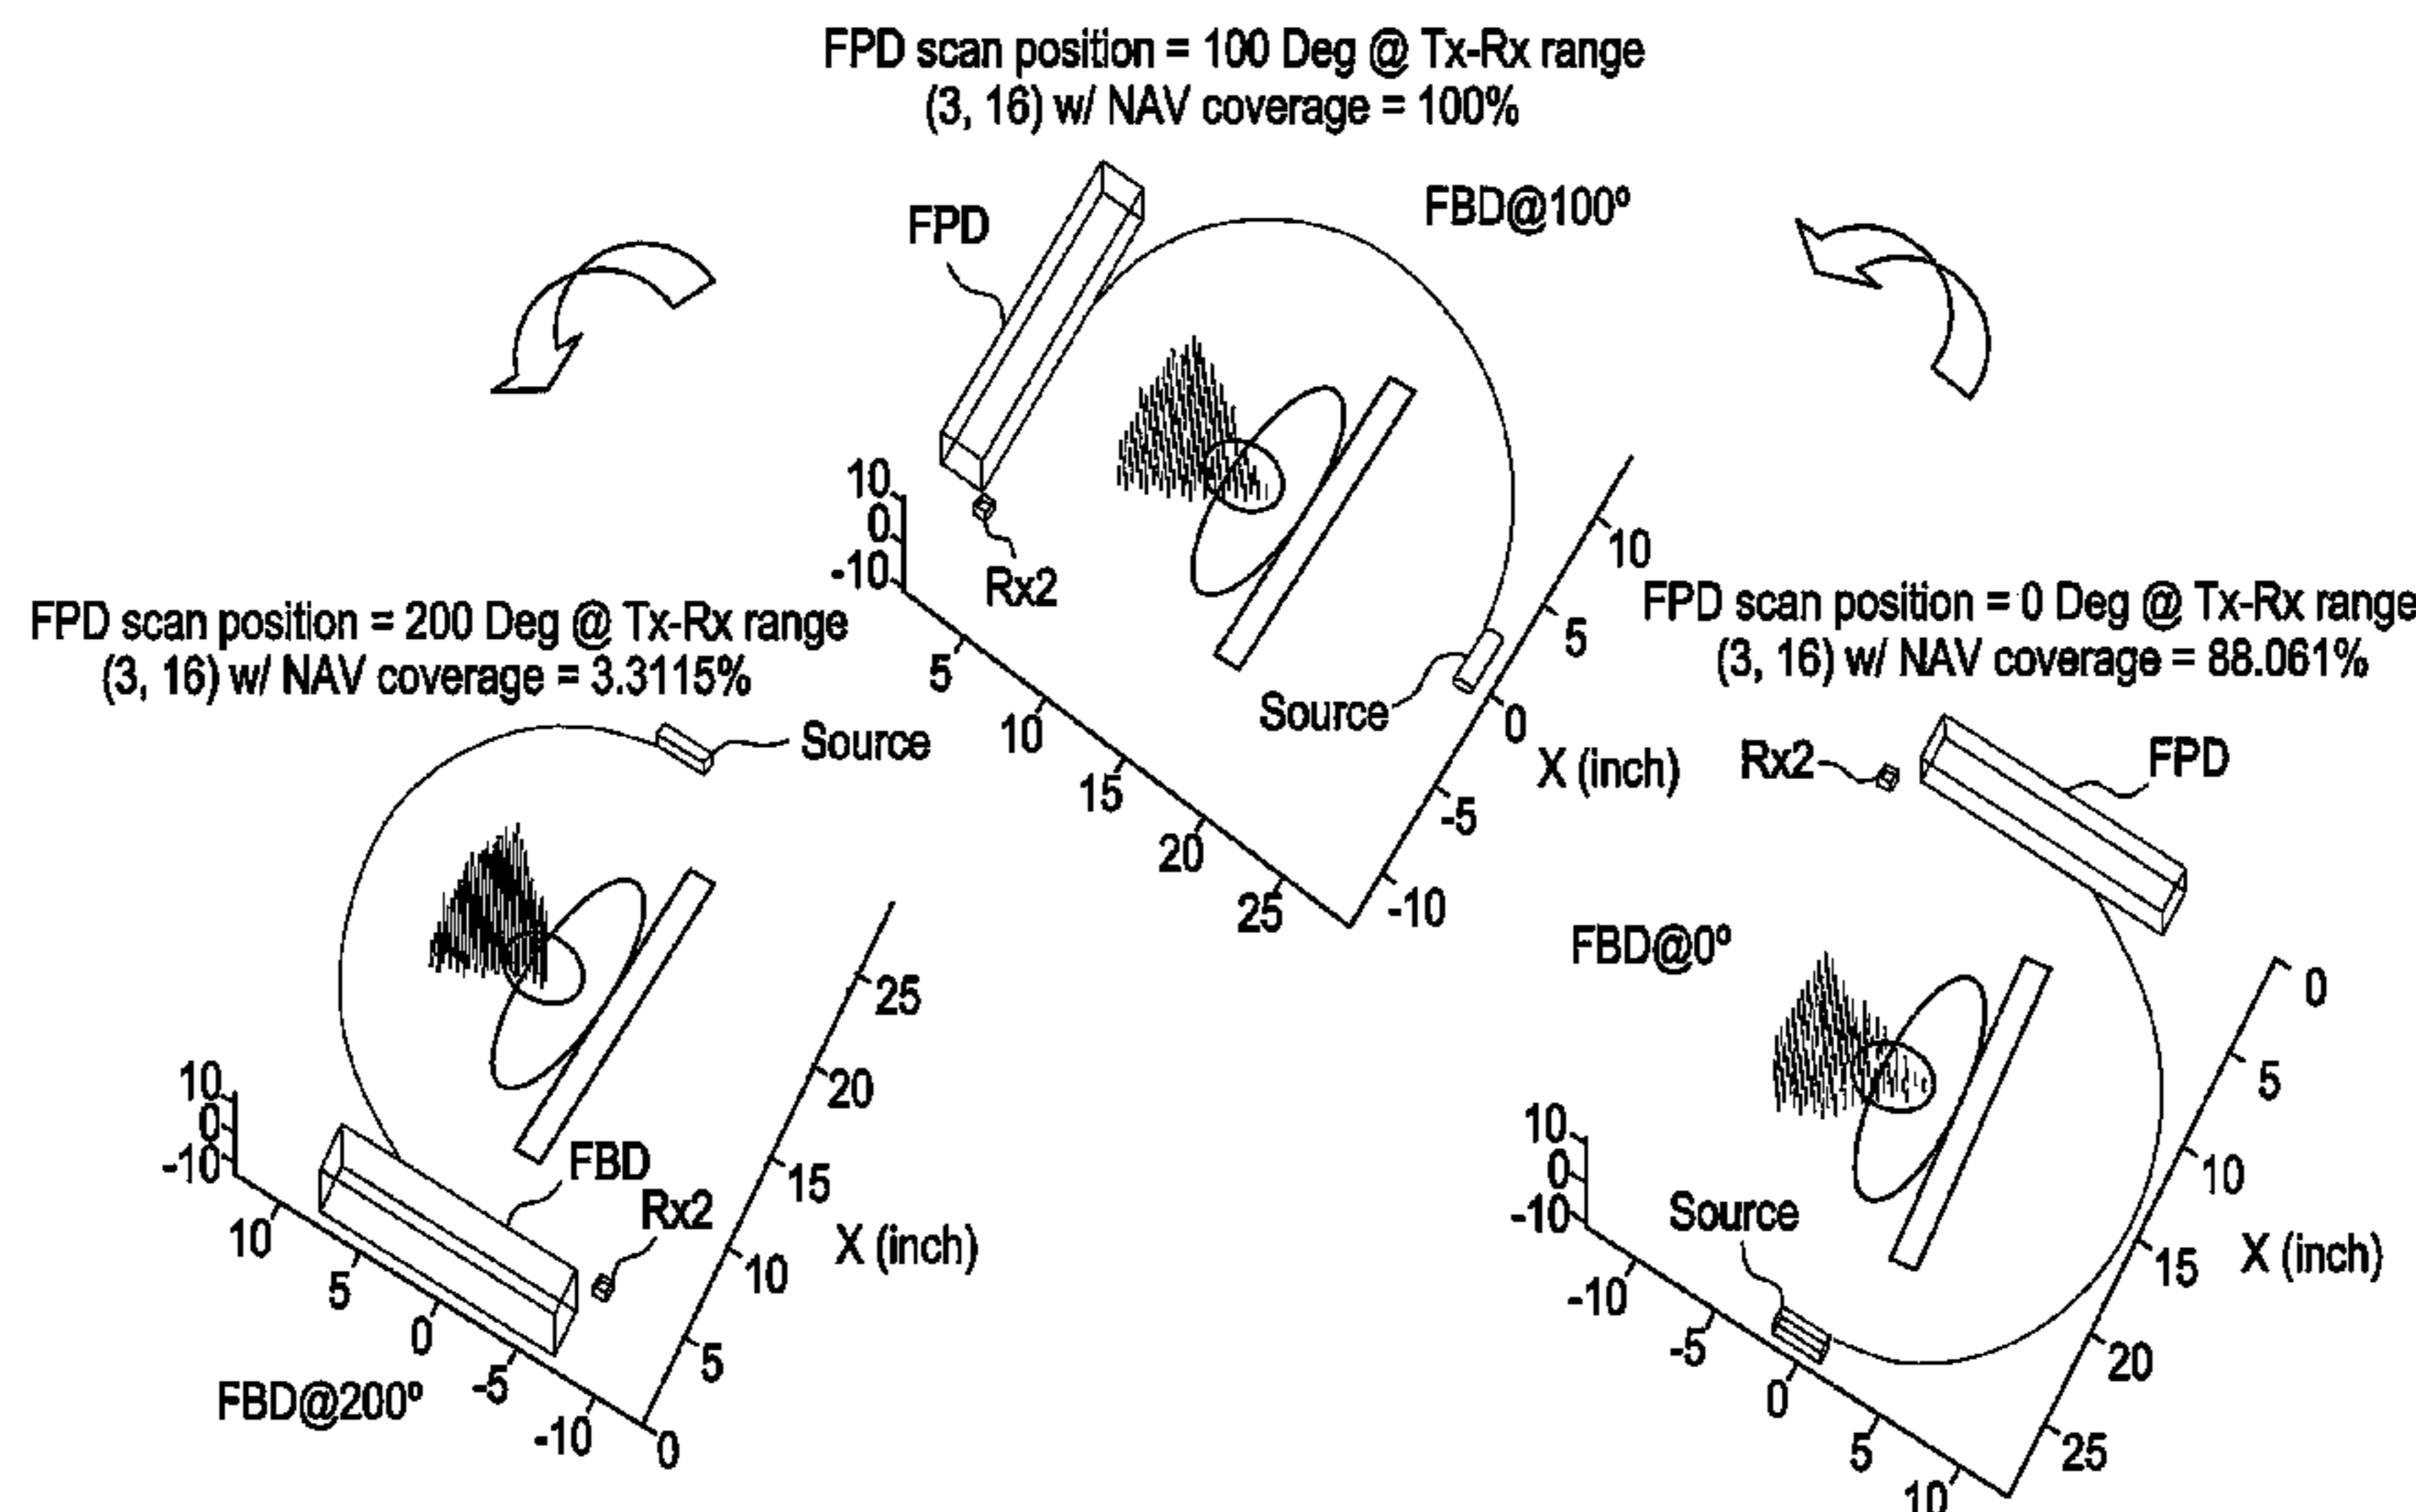 FPD scan position = 100 Deg @ Tx-Rx range
(3, 16) w/ NAV coverage = 100%
FPD
FBD@100º
10
0
-10
Rx2
5
10
15
20
25
Source
10
5
0
-5
-10
X (inch)
FPD scan position = 200 Deg @ Tx-Rx range
(3, 16) w/ NAV coverage = 3.3115%
Source
10
0
-10
FBD
Rx2
10
5
0
-5
-10
25
20
15
10
5
0
X (inch)
FBD@200º
FPD scan position = 0 Deg @ Tx-Rx range
(3, 16) w/ NAV coverage = 88.061%
Rx2
FPD
FBD@0º
10
0
-10
Source
-10
-5
0
5
10
0
5
10
15
20
25
X (inch)